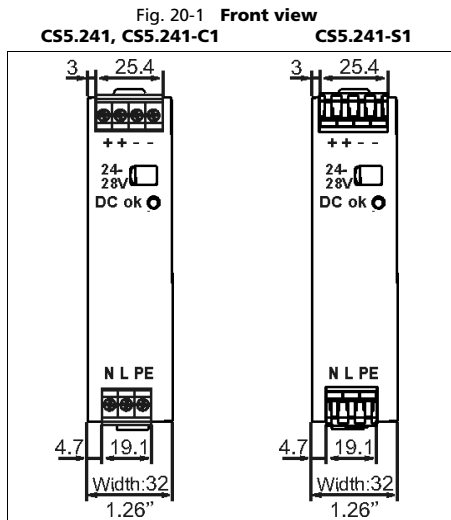 Fig. 20-1 Front view
CS5.241, CS5.241-C1
CS5.241-S1
3 25.4
+ + - -
24-
28V
DC ok
N L PE
4.7 19.1
Width:32
1.26”
3 25.4
+ + - -
24-
28V
DC ok
N L PE
4.7 19.1
Width:32
1.26”